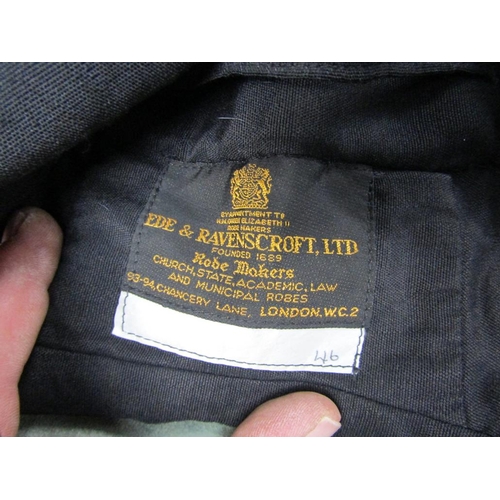 BY APPOINTMENT TO
H.M. QUEEN ELIZABETH II
ROBE MAKERS
EDE & RAVENSCROFT, LTD
FOUNDED 1689
Robe Makers
CHURCH, STATE, ACADEMIC, LAW
AND MUNICIPAL ROBES
93-94, CHANCERY LANE, LONDON. W.C.2
46